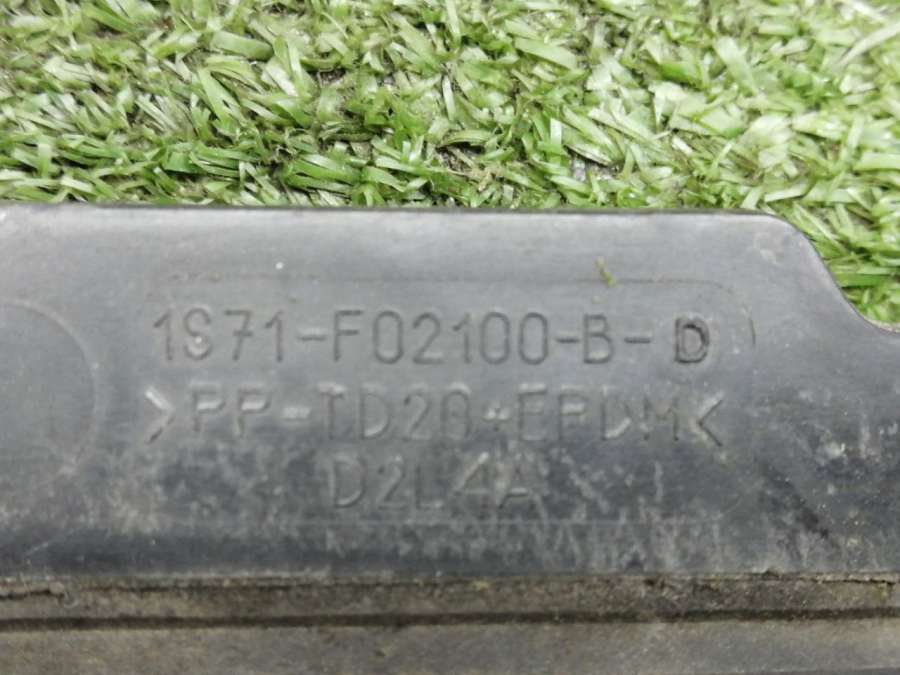 1S71-F02100-B-D
>PP-TD20+EPDM<
D2L4A